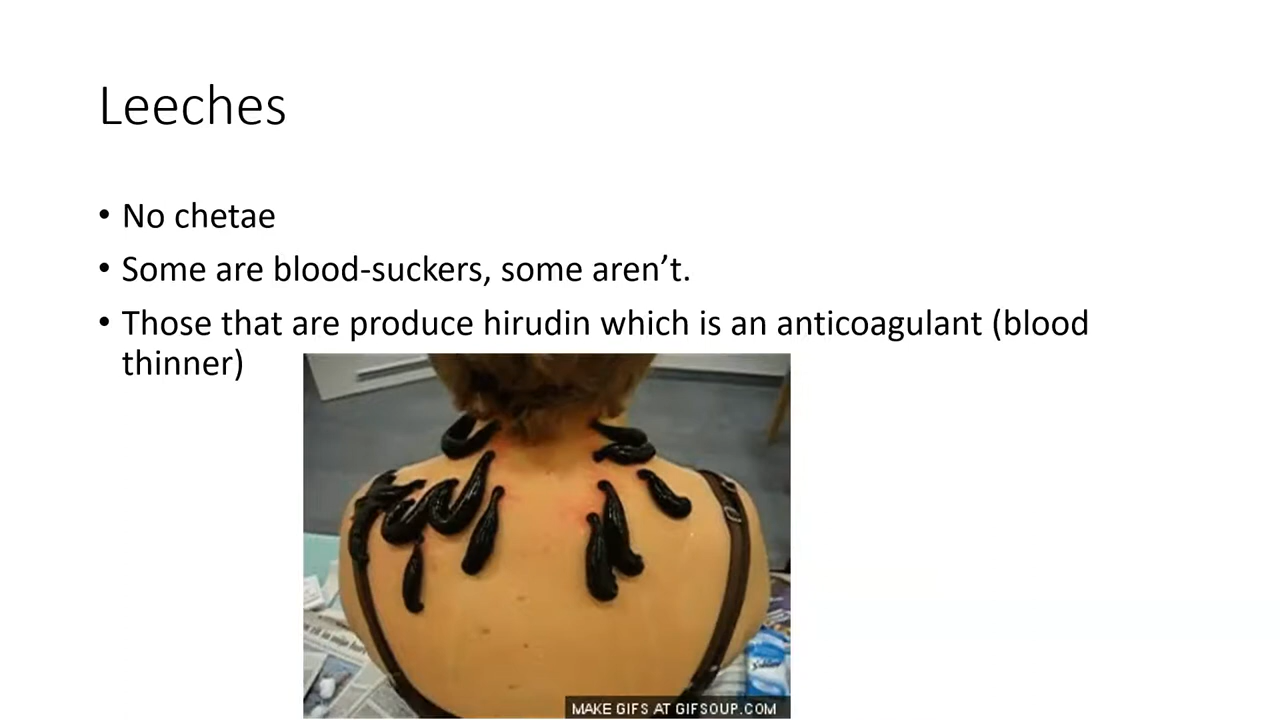 Leeches
• No chetae
• Some are blood-suckers, some aren’t.
• Those that are produce hirudin which is an anticoagulant (blood
thinner)
MAKE GIFS AT GIFSOUP.COM